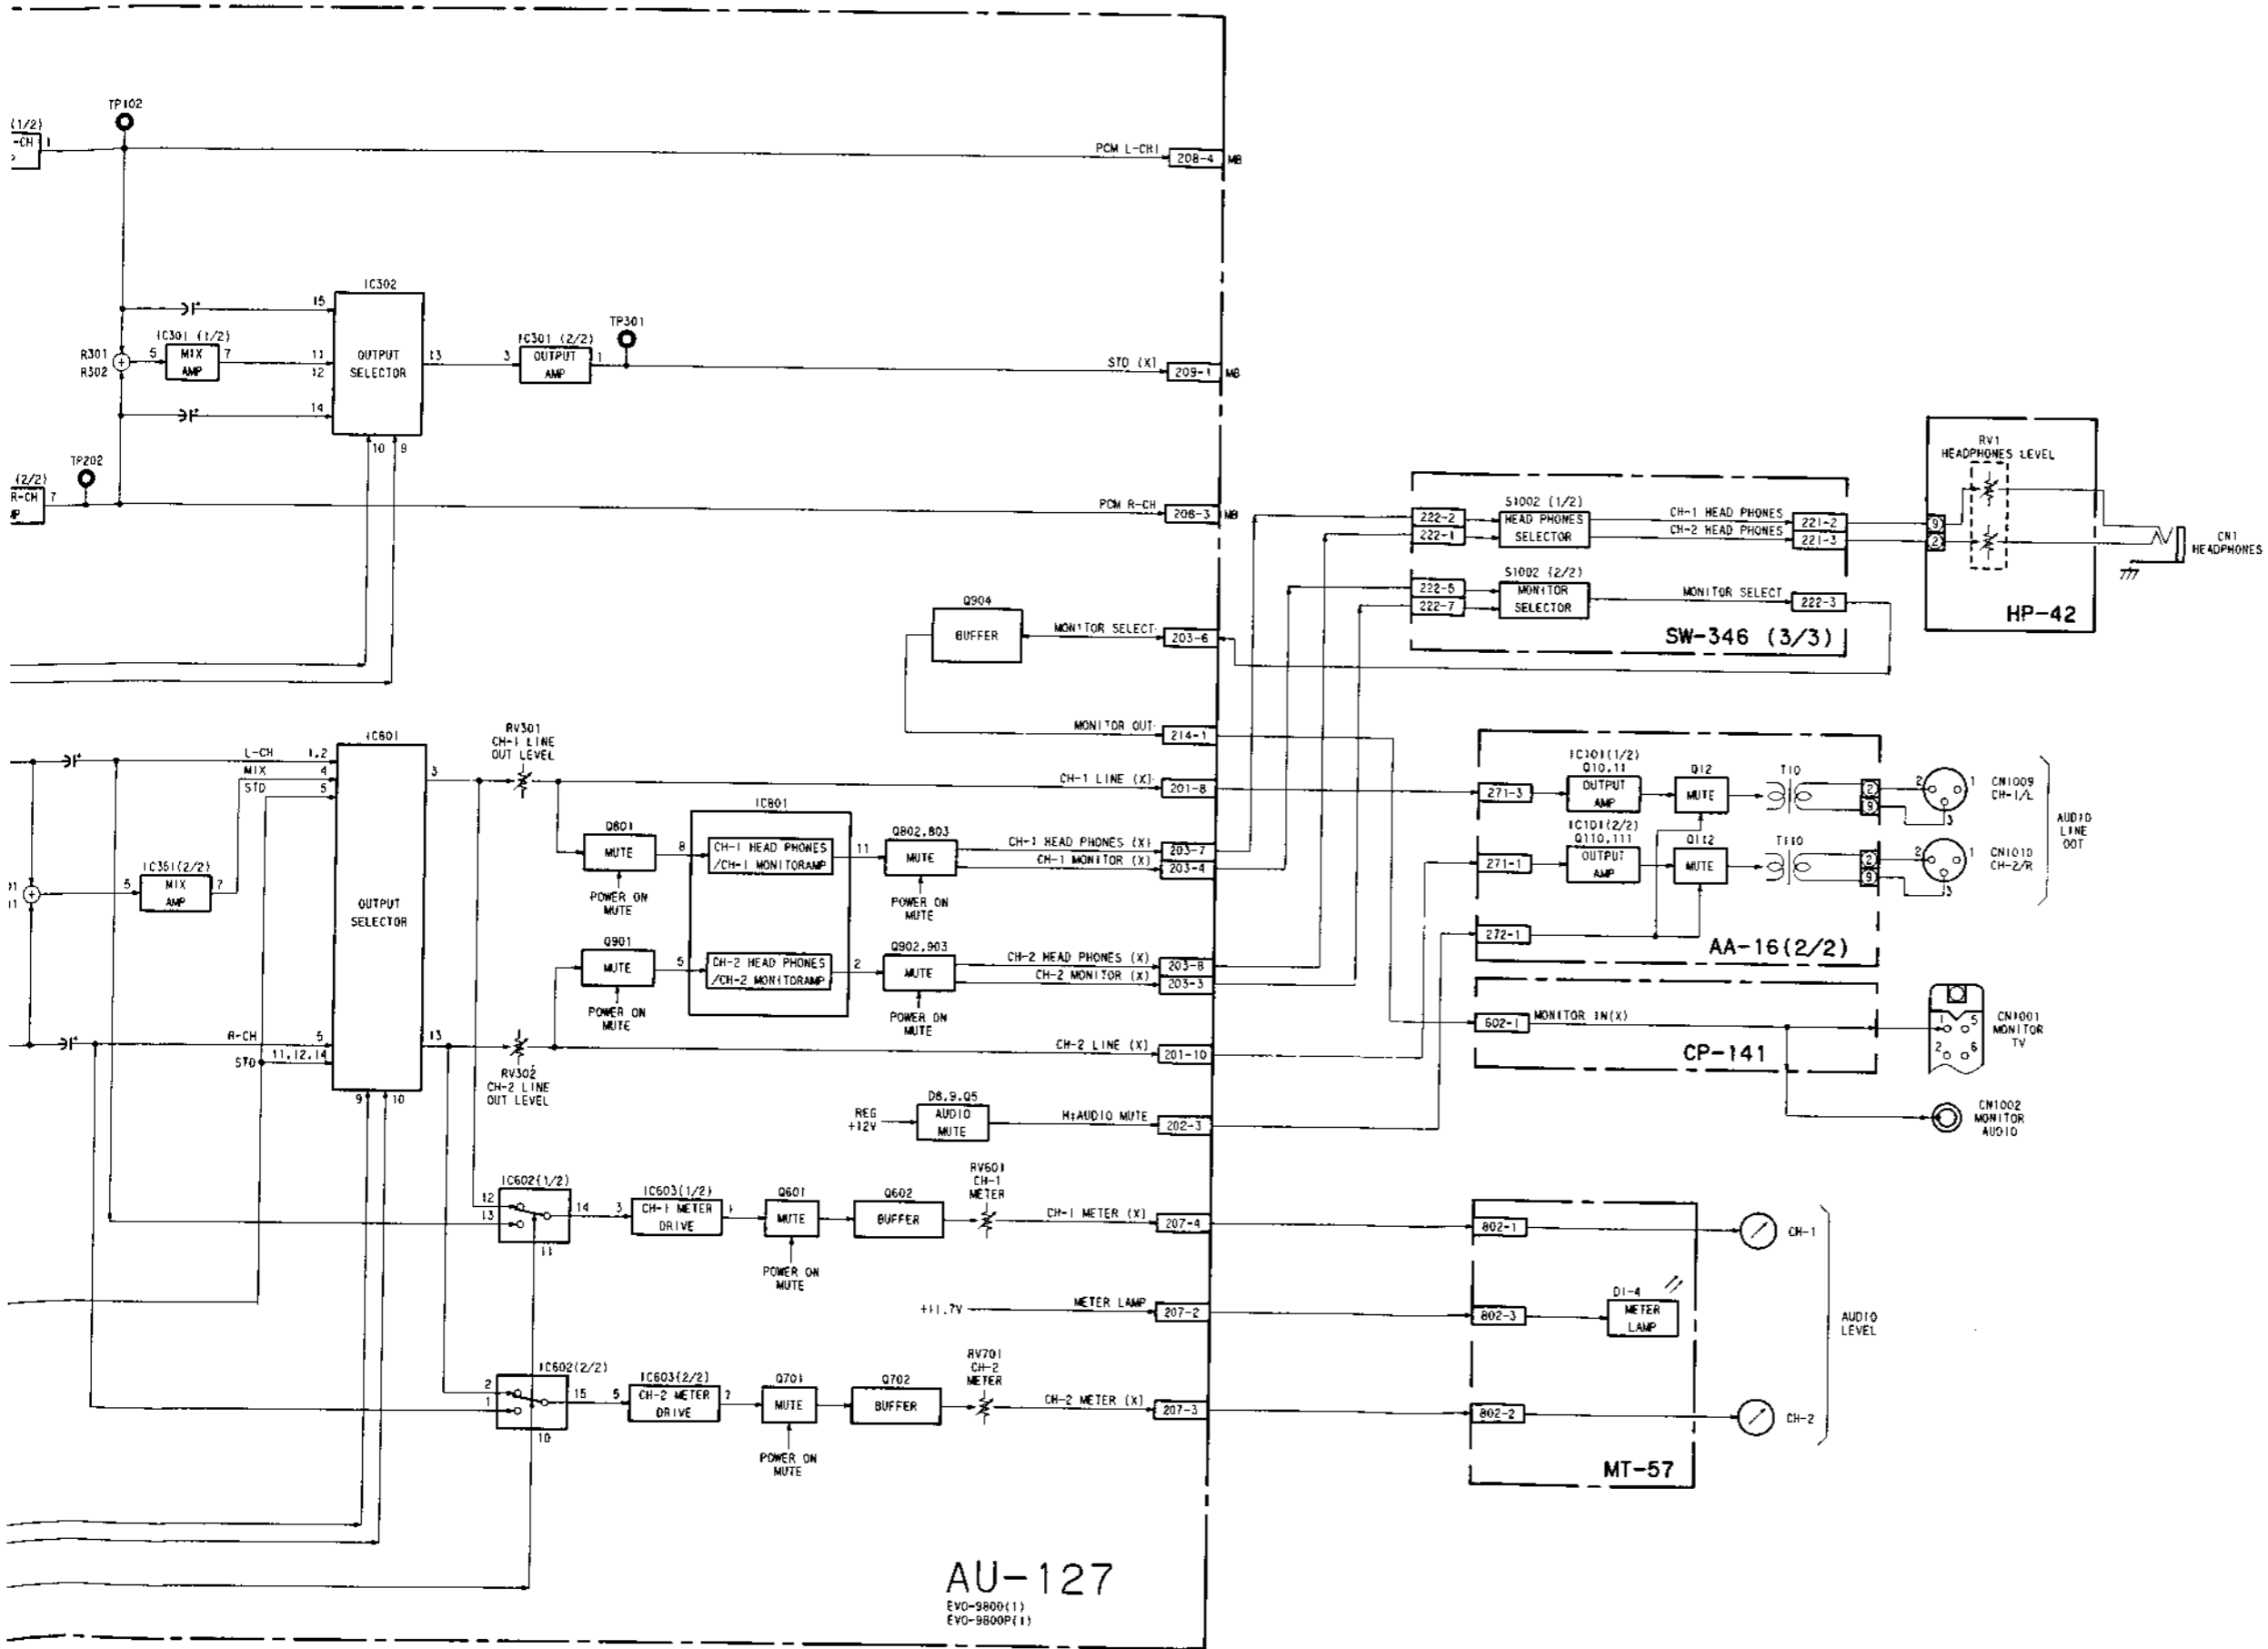 TP102
(1/2)
-CH
1
PCM L-CH1
208-4
MB
IC302
15
IC301 (1/2)
R301
R302
5
MIX
AMP
7
11
12
OUTPUT
SELECTOR
13
14
10
9
IC301 (2/2)
3
OUTPUT
AMP
1
TP301
STD (X)
209-1
MB
TP202
(2/2)
R-CH
7
PCM R-CH
208-3
MB
Q904
BUFFER
MONITOR SELECT
203-6
MONITOR OUT
214-1
S1002 (1/2)
222-2
222-1
HEAD PHONES
SELECTOR
CH-1 HEAD PHONES
CH-2 HEAD PHONES
221-2
221-3
S1002 (2/2)
222-5
222-7
MONITOR
SELECTOR
MONITOR SELECT
222-3
SW-346 (3/3)
RV1
HEADPHONES LEVEL
9
2
HP-42
CN1
HEADPHONES
IC601
L-CH
1,2
MIX
4
STD
5
3
OUTPUT
SELECTOR
5
IC351(2/2)
MIX
AMP
7
R-CH
5
STD
11,12,14
13
9
10
RV301
CH-1 LINE
OUT LEVEL
CH-1 LINE (X)
201-8
Q801
MUTE
POWER ON
MUTE
IC801
8
CH-1 HEAD PHONES
/CH-1 MONITORAMP
11
Q802,803
MUTE
POWER ON
MUTE
CH-1 HEAD PHONES (X)
203-7
CH-1 MONITOR (X)
203-4
Q901
MUTE
POWER ON
MUTE
5
CH-2 HEAD PHONES
/CH-2 MONITORAMP
2
Q902,903
MUTE
POWER ON
MUTE
CH-2 HEAD PHONES (X)
203-8
CH-2 MONITOR (X)
203-3
RV302
CH-2 LINE
OUT LEVEL
CH-2 LINE (X)
201-10
REG
+12V
D8,9,Q5
AUDIO
MUTE
H:AUDIO MUTE
202-3
IC101(1/2)
Q10,11
271-3
OUTPUT
AMP
Q12
MUTE
T10
2
9
2
1
3
CN1009
CH-1/L
IC101(2/2)
Q110,111
271-1
OUTPUT
AMP
Q112
MUTE
T110
2
9
2
1
3
CN1010
CH-2/R
AUDIO
LINE
OUT
272-1
AA-16(2/2)
602-1
MONITOR IN(X)
CP-141
1
5
2
6
CN1001
MONITOR
TV
CN1002
MONITOR
AUDIO
IC602(1/2)
12
13
14
11
IC603(1/2)
3
CH-1 METER
DRIVE
1
Q601
MUTE
POWER ON
MUTE
Q602
BUFFER
RV601
CH-1
METER
CH-1 METER (X)
207-4
+11.7V
METER LAMP
207-2
IC602(2/2)
2
1
15
10
IC603(2/2)
5
CH-2 METER
DRIVE
7
Q701
MUTE
POWER ON
MUTE
Q702
BUFFER
RV701
CH-2
METER
CH-2 METER (X)
207-3
802-1
CH-1
D1-4
802-3
METER
LAMP
802-2
CH-2
AUDIO
LEVEL
MT-57
AU-127
EVO-9800(1)
EVO-9800P(1)